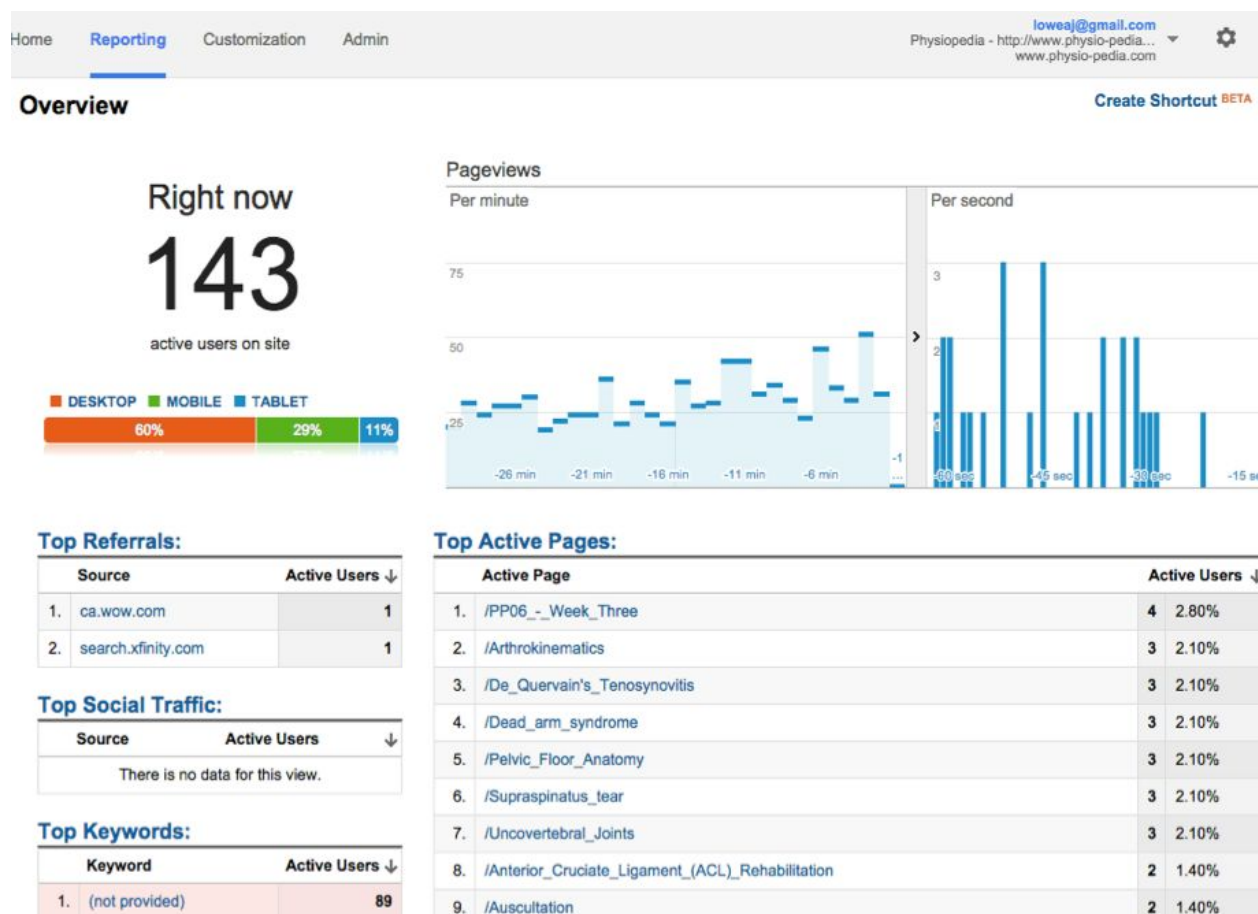 Home Reporting Customization Admin
loweaj@gmail.com
Physiopedia - http://www.physio-pedia...
www.physio-pedia.com
Overview
Create Shortcut BETA
Right now
143
active users on site
DESKTOP MOBILE TABLET
60% 29% 11%
Pageviews
Per minute
75
50
25
-26 min -21 min -16 min -11 min -6 min -1
...
Per second
3
2
1
-60 sec -45 sec -30 sec -15 se
Top Referrals:
Source Active Users
1. ca.wow.com 1
2. search.xfinity.com 1
Top Social Traffic:
Source Active Users
There is no data for this view.
Top Keywords:
Keyword Active Users
1. (not provided) 89
Top Active Pages:
Active Page Active Users
1. /PP06_-_Week_Three 4 2.80%
2. /Arthrokinematics 3 2.10%
3. /De_Quervain's_Tenosynovitis 3 2.10%
4. /Dead_arm_syndrome 3 2.10%
5. /Pelvic_Floor_Anatomy 3 2.10%
6. /Supraspinatus_tear 3 2.10%
7. /Uncovertebral_Joints 3 2.10%
8. /Anterior_Cruciate_Ligament_(ACL)_Rehabilitation 2 1.40%
9. /Auscultation 2 1.40%